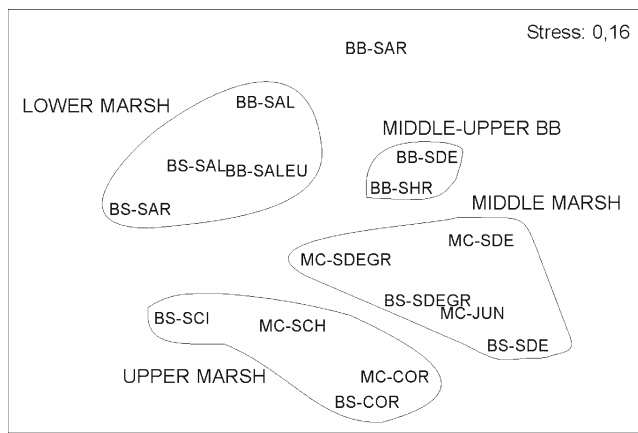 Stress: 0,16
BB-SAR
LOWER MARSH
BB-SAL
MIDDLE-UPPER BB
BB-SDE
BS-SAL
BB-SALEU
BB-SHR
BS-SAR
MIDDLE MARSH
MC-SDE
MC-SDEGR
BS-SDEGR
MC-JUN
BS-SCI
MC-SCH
BS-SDE
UPPER MARSH
MC-COR
BS-COR